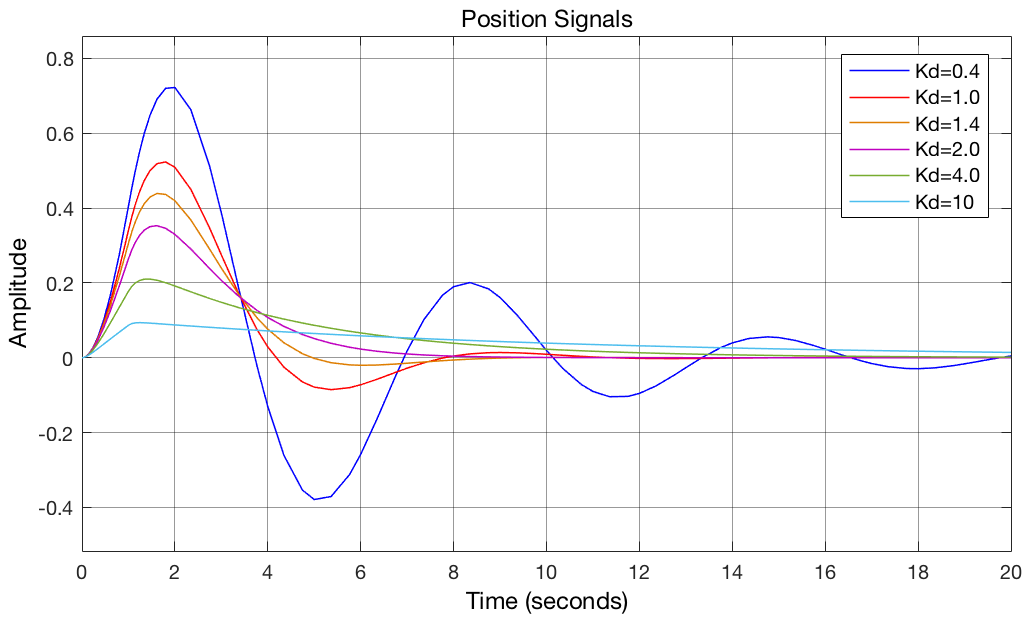 Position Signals
0.8
0.6
0.4
0.2
0
-0.2
-0.4
Amplitude
Kd=0.4
Kd=1.0
Kd=1.4
Kd=2.0
Kd=4.0
Kd=10
0 2 4 6 8 10 12 14 16 18 20
Time (seconds)